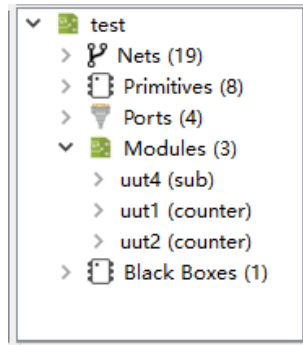 test
Nets (19)
Primitives (8)
Ports (4)
Modules (3)
uut4 (sub)
uut1 (counter)
uut2 (counter)
Black Boxes (1)